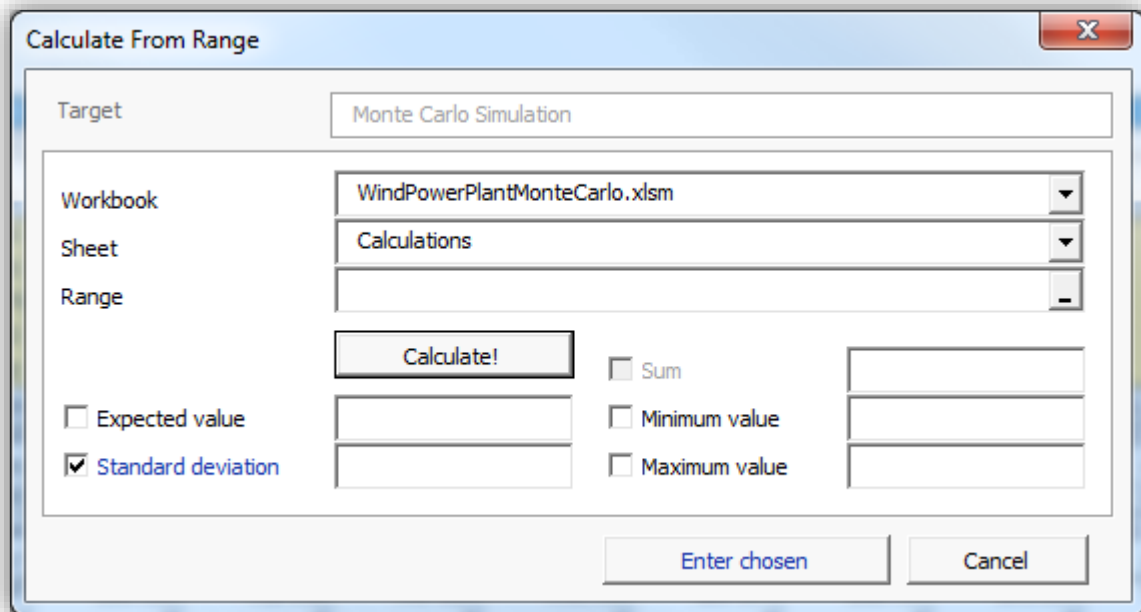 Calculate From Range
Target Monte Carlo Simulation
Workbook WindPowerPlantMonteCarlo.xlsm
Sheet Calculations
Range
Calculate!
Sum
Expected value Minimum value
Standard deviation Maximum value
Enter chosen Cancel